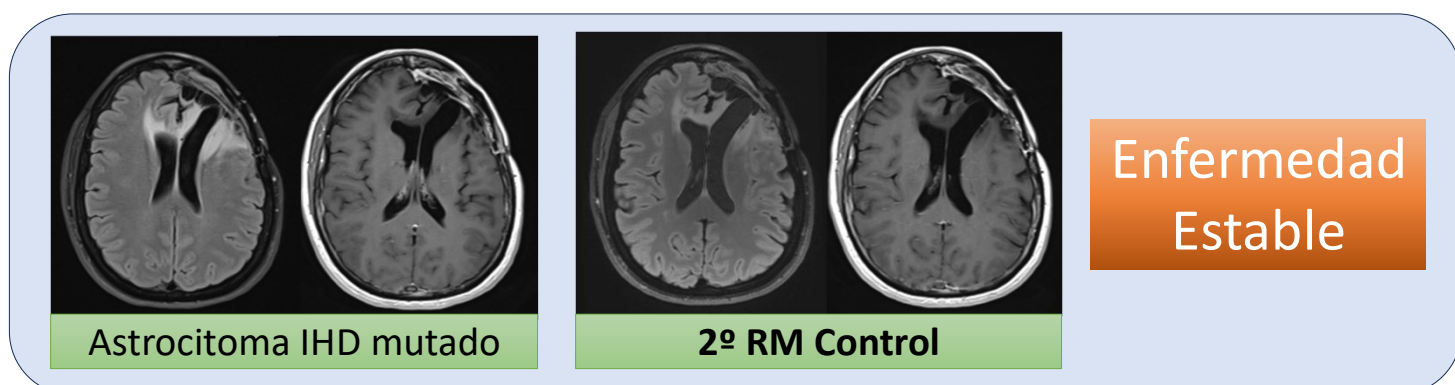 Astrocitoma IHD mutado
2º RM Control
Enfermedad
Estable